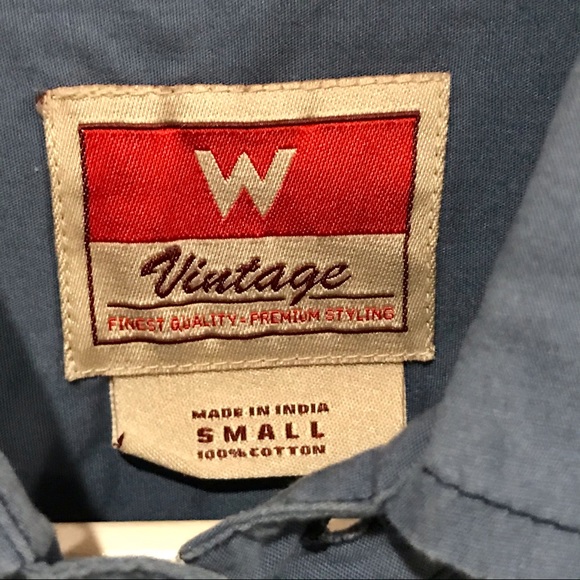 W
Vintage
FINEST QUALITY - PREMIUM STYLING
MADE IN INDIA
SMALL
100% COTTON